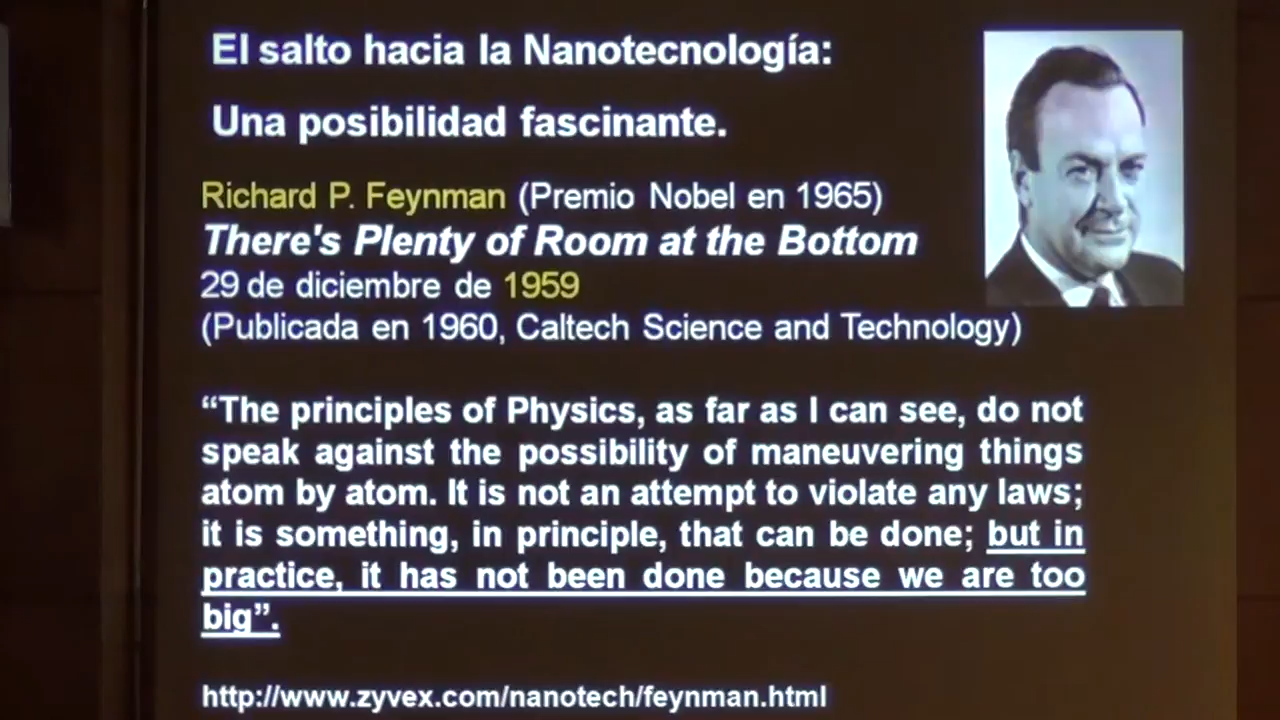 El salto hacia la Nanotecnología:
Una posibilidad fascinante.
Richard P. Feynman (Premio Nobel en 1965)
There's Plenty of Room at the Bottom
29 de diciembre de 1959
(Publicada en 1960, Caltech Science and Technology)
“The principles of Physics, as far as I can see, do not
speak against the possibility of maneuvering things
atom by atom. It is not an attempt to violate any laws;
it is something, in principle, that can be done; but in
practice, it has not been done because we are too
big”.
http://www.zyvex.com/nanotech/feynman.html